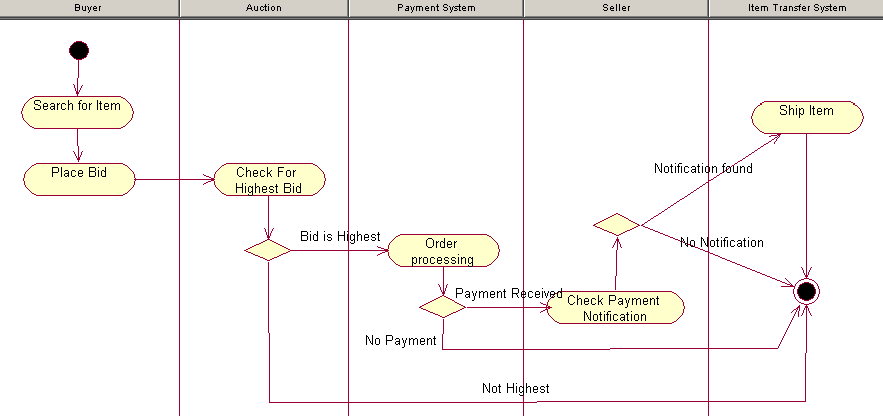 Buyer
Auction
Payment System
Seller
Item Transfer System
Search for Item
Ship Item
Place Bid
Check For
Highest Bid
Notification found
Bid is Highest
Order
processing
No Notification
Payment Received
Check Payment
Notification
No Payment
Not Highest